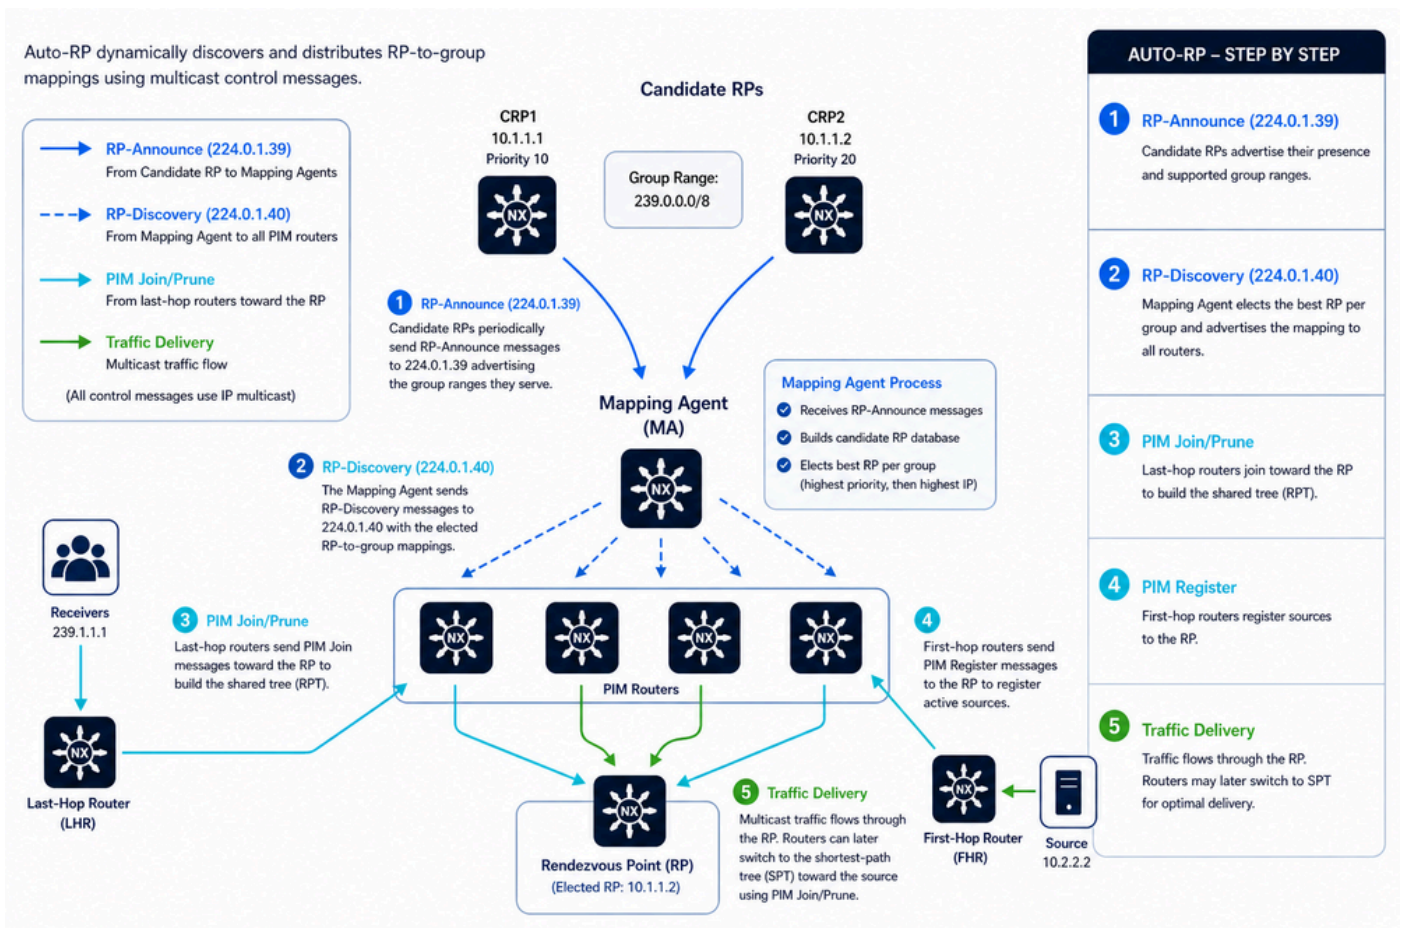 Auto-RP dynamically discovers and distributes RP-to-group
mappings using multicast control messages.
RP-Announce (224.0.1.39)
From Candidate RP to Mapping Agents
RP-Discovery (224.0.1.40)
From Mapping Agent to all PIM routers
PIM Join/Prune
From last-hop routers toward the RP
Traffic Delivery
Multicast traffic flow
(All control messages use IP multicast)
Candidate RPs
CRP1
10.1.1.1
Priority 10
NX
Group Range:
239.0.0.0/8
CRP2
10.1.1.2
Priority 20
NX
1 RP-Announce (224.0.1.39)
Candidate RPs periodically
send RP-Announce messages
to 224.0.1.39 advertising
the group ranges they serve.
Mapping Agent
(MA)
NX
Mapping Agent Process
Receives RP-Announce messages
Builds candidate RP database
Elects best RP per group
(highest priority, then highest IP)
2 RP-Discovery (224.0.1.40)
The Mapping Agent sends
RP-Discovery messages to
224.0.1.40 with the elected
RP-to-group mappings.
Receivers
239.1.1.1
3 PIM Join/Prune
Last-hop routers send PIM Join
messages toward the RP to
build the shared tree (RPT).
NX
NX
NX
NX
PIM Routers
4
First-hop routers send
PIM Register messages
to the RP to register
active sources.
NX
Last-Hop Router
(LHR)
NX
Rendezvous Point (RP)
(Elected RP: 10.1.1.2)
5 Traffic Delivery
Multicast traffic flows through
the RP. Routers can later
switch to the shortest-path
tree (SPT) toward the source
using PIM Join/Prune.
NX
First-Hop Router
(FHR)
Source
10.2.2.2
AUTO-RP – STEP BY STEP
1 RP-Announce (224.0.1.39)
Candidate RPs advertise their presence
and supported group ranges.
2 RP-Discovery (224.0.1.40)
Mapping Agent elects the best RP per
group and advertises the mapping to
all routers.
3 PIM Join/Prune
Last-hop routers join toward the RP
to build the shared tree (RPT).
4 PIM Register
First-hop routers register sources
to the RP.
5 Traffic Delivery
Traffic flows through the RP.
Routers may later switch to SPT
for optimal delivery.